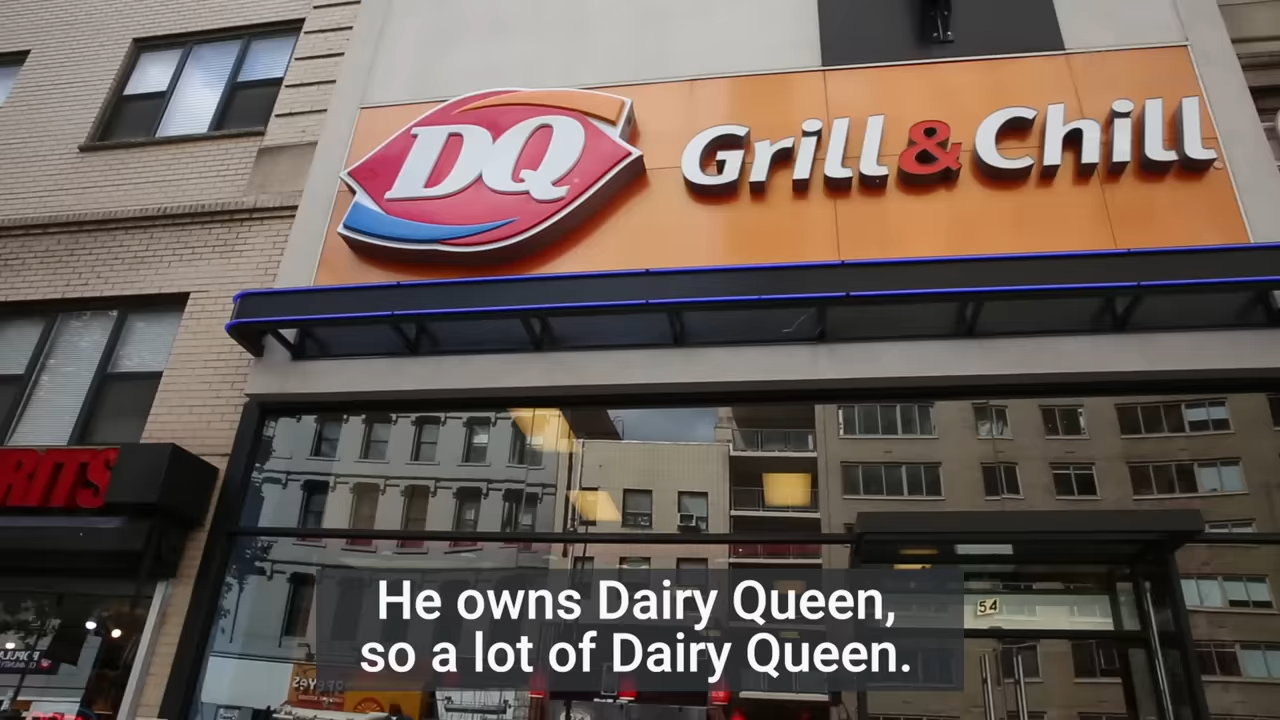 DQ Grill & Chill
RITS
54
He owns Dairy Queen,
so a lot of Dairy Queen.